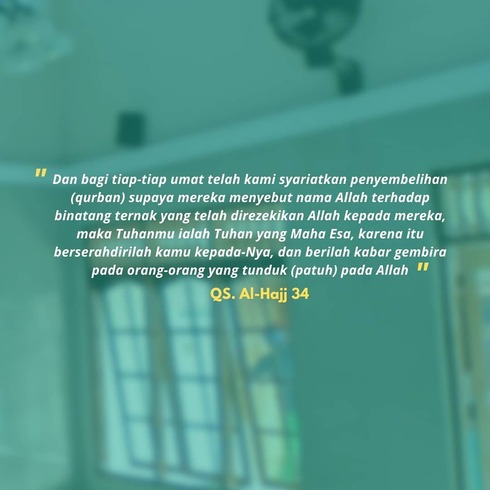 " Dan bagi tiap-tiap umat telah kami syariatkan penyembelihan
(qurban) supaya mereka menyebut nama Allah terhadap
binatang ternak yang telah direzekikan Allah kepada mereka,
maka Tuhanmu ialah Tuhan yang Maha Esa, karena itu
berserahdirilah kamu kepada-Nya, dan berilah kabar gembira
pada orang-orang yang tunduk (patuh) pada Allah "
QS. Al-Hajj 34